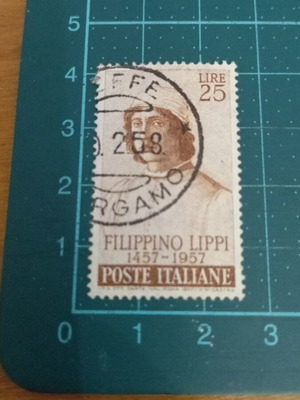 5
4
3
2
1
0
1
2
3
LIRE
25
EFFE
. 2 58
RGAMO
FILIPPINO LIPPI
1457-1957
POSTE ITALIANE